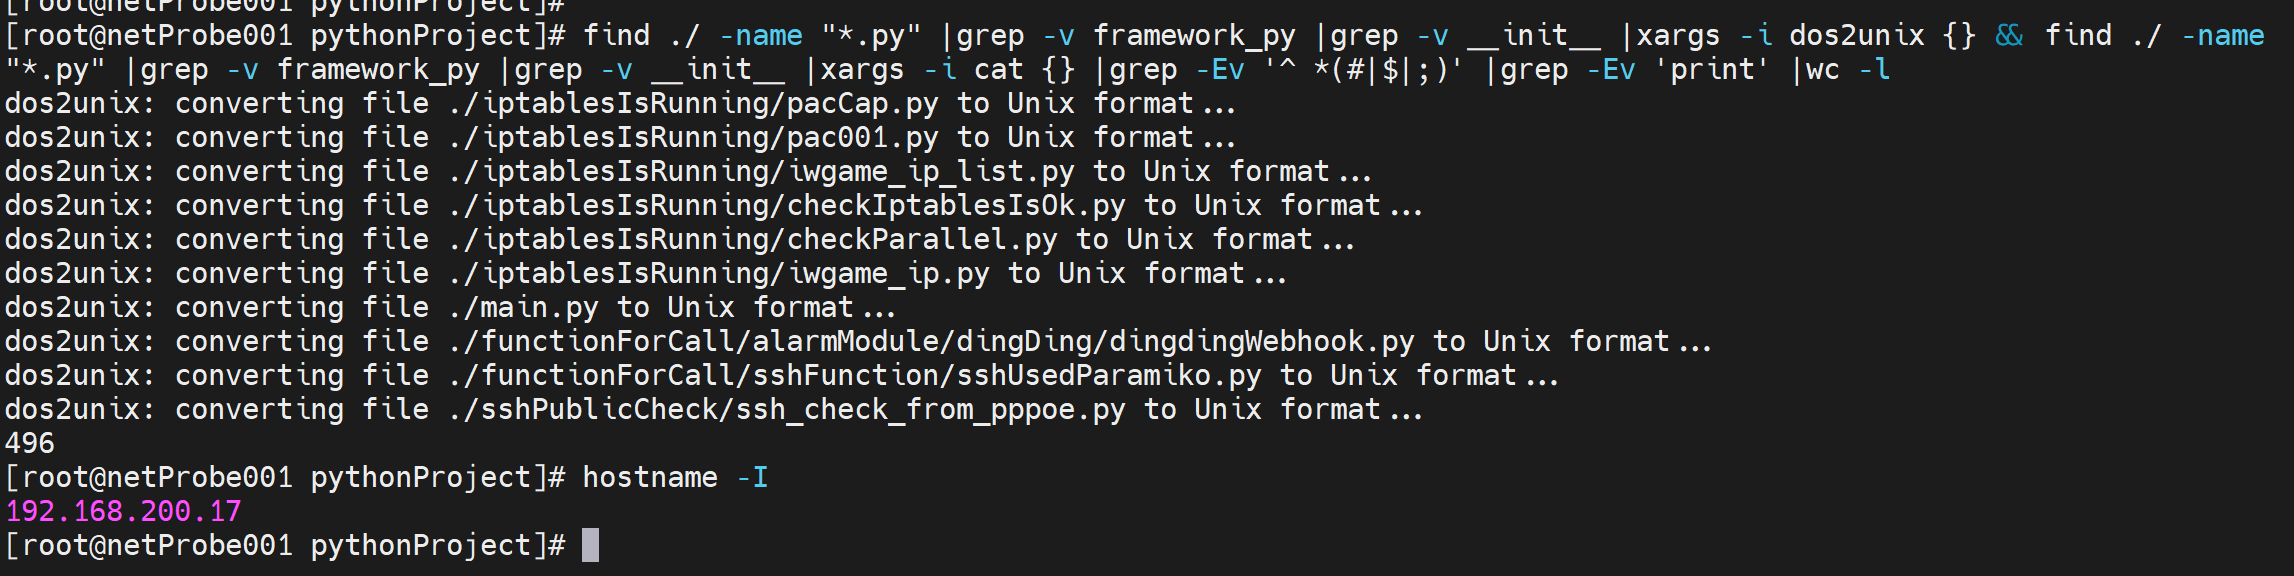 [root@netProbe001 pythonProject]#
[root@netProbe001 pythonProject]# find ./ -name "*.py" |grep -v framework_py |grep -v __init__ |xargs -i dos2unix {} && find ./ -name
"*.py" |grep -v framework_py |grep -v __init__ |xargs -i cat {} |grep -Ev '^ *(#|$|;)' |grep -Ev 'print' |wc -l
dos2unix: converting file ./iptablesIsRunning/pacCap.py to Unix format...
dos2unix: converting file ./iptablesIsRunning/pac001.py to Unix format...
dos2unix: converting file ./iptablesIsRunning/iwgame_ip_list.py to Unix format...
dos2unix: converting file ./iptablesIsRunning/checkIptablesIsOk.py to Unix format...
dos2unix: converting file ./iptablesIsRunning/checkParallel.py to Unix format...
dos2unix: converting file ./iptablesIsRunning/iwgame_ip.py to Unix format...
dos2unix: converting file ./main.py to Unix format...
dos2unix: converting file ./functionForCall/alarmModule/dingDing/dingdingWebhook.py to Unix format...
dos2unix: converting file ./functionForCall/sshFunction/sshUsedParamiko.py to Unix format...
dos2unix: converting file ./sshPublicCheck/ssh_check_from_pppoe.py to Unix format...
496
[root@netProbe001 pythonProject]# hostname -I
192.168.200.17
[root@netProbe001 pythonProject]#